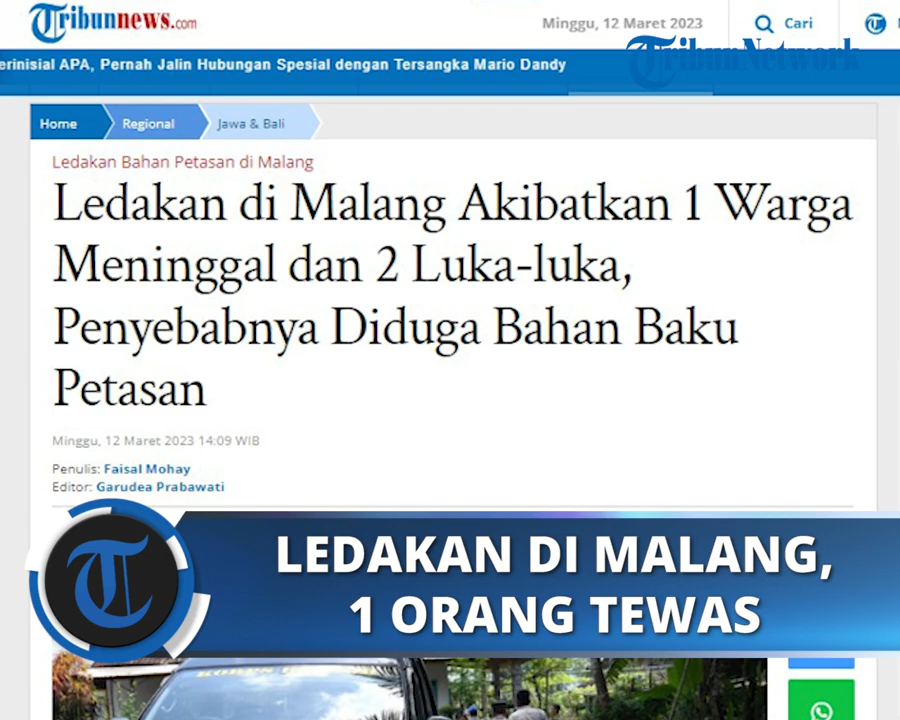 Tribunnews.com
Minggu, 12 Maret 2023
Cari
TribunNetwork
erinisial APA, Pernah Jalin Hubungan Spesial dengan Tersangka Mario Dandy
Home
Regional
Jawa & Bali
Ledakan Bahan Petasan di Malang
Ledakan di Malang Akibatkan 1 Warga
Meninggal dan 2 Luka-luka,
Penyebabnya Diduga Bahan Baku
Petasan
Minggu, 12 Maret 2023 14:09 WIB
Penulis: Faisal Mohay
Editor: Garudea Prabawati
LEDAKAN DI MALANG,
1 ORANG TEWAS